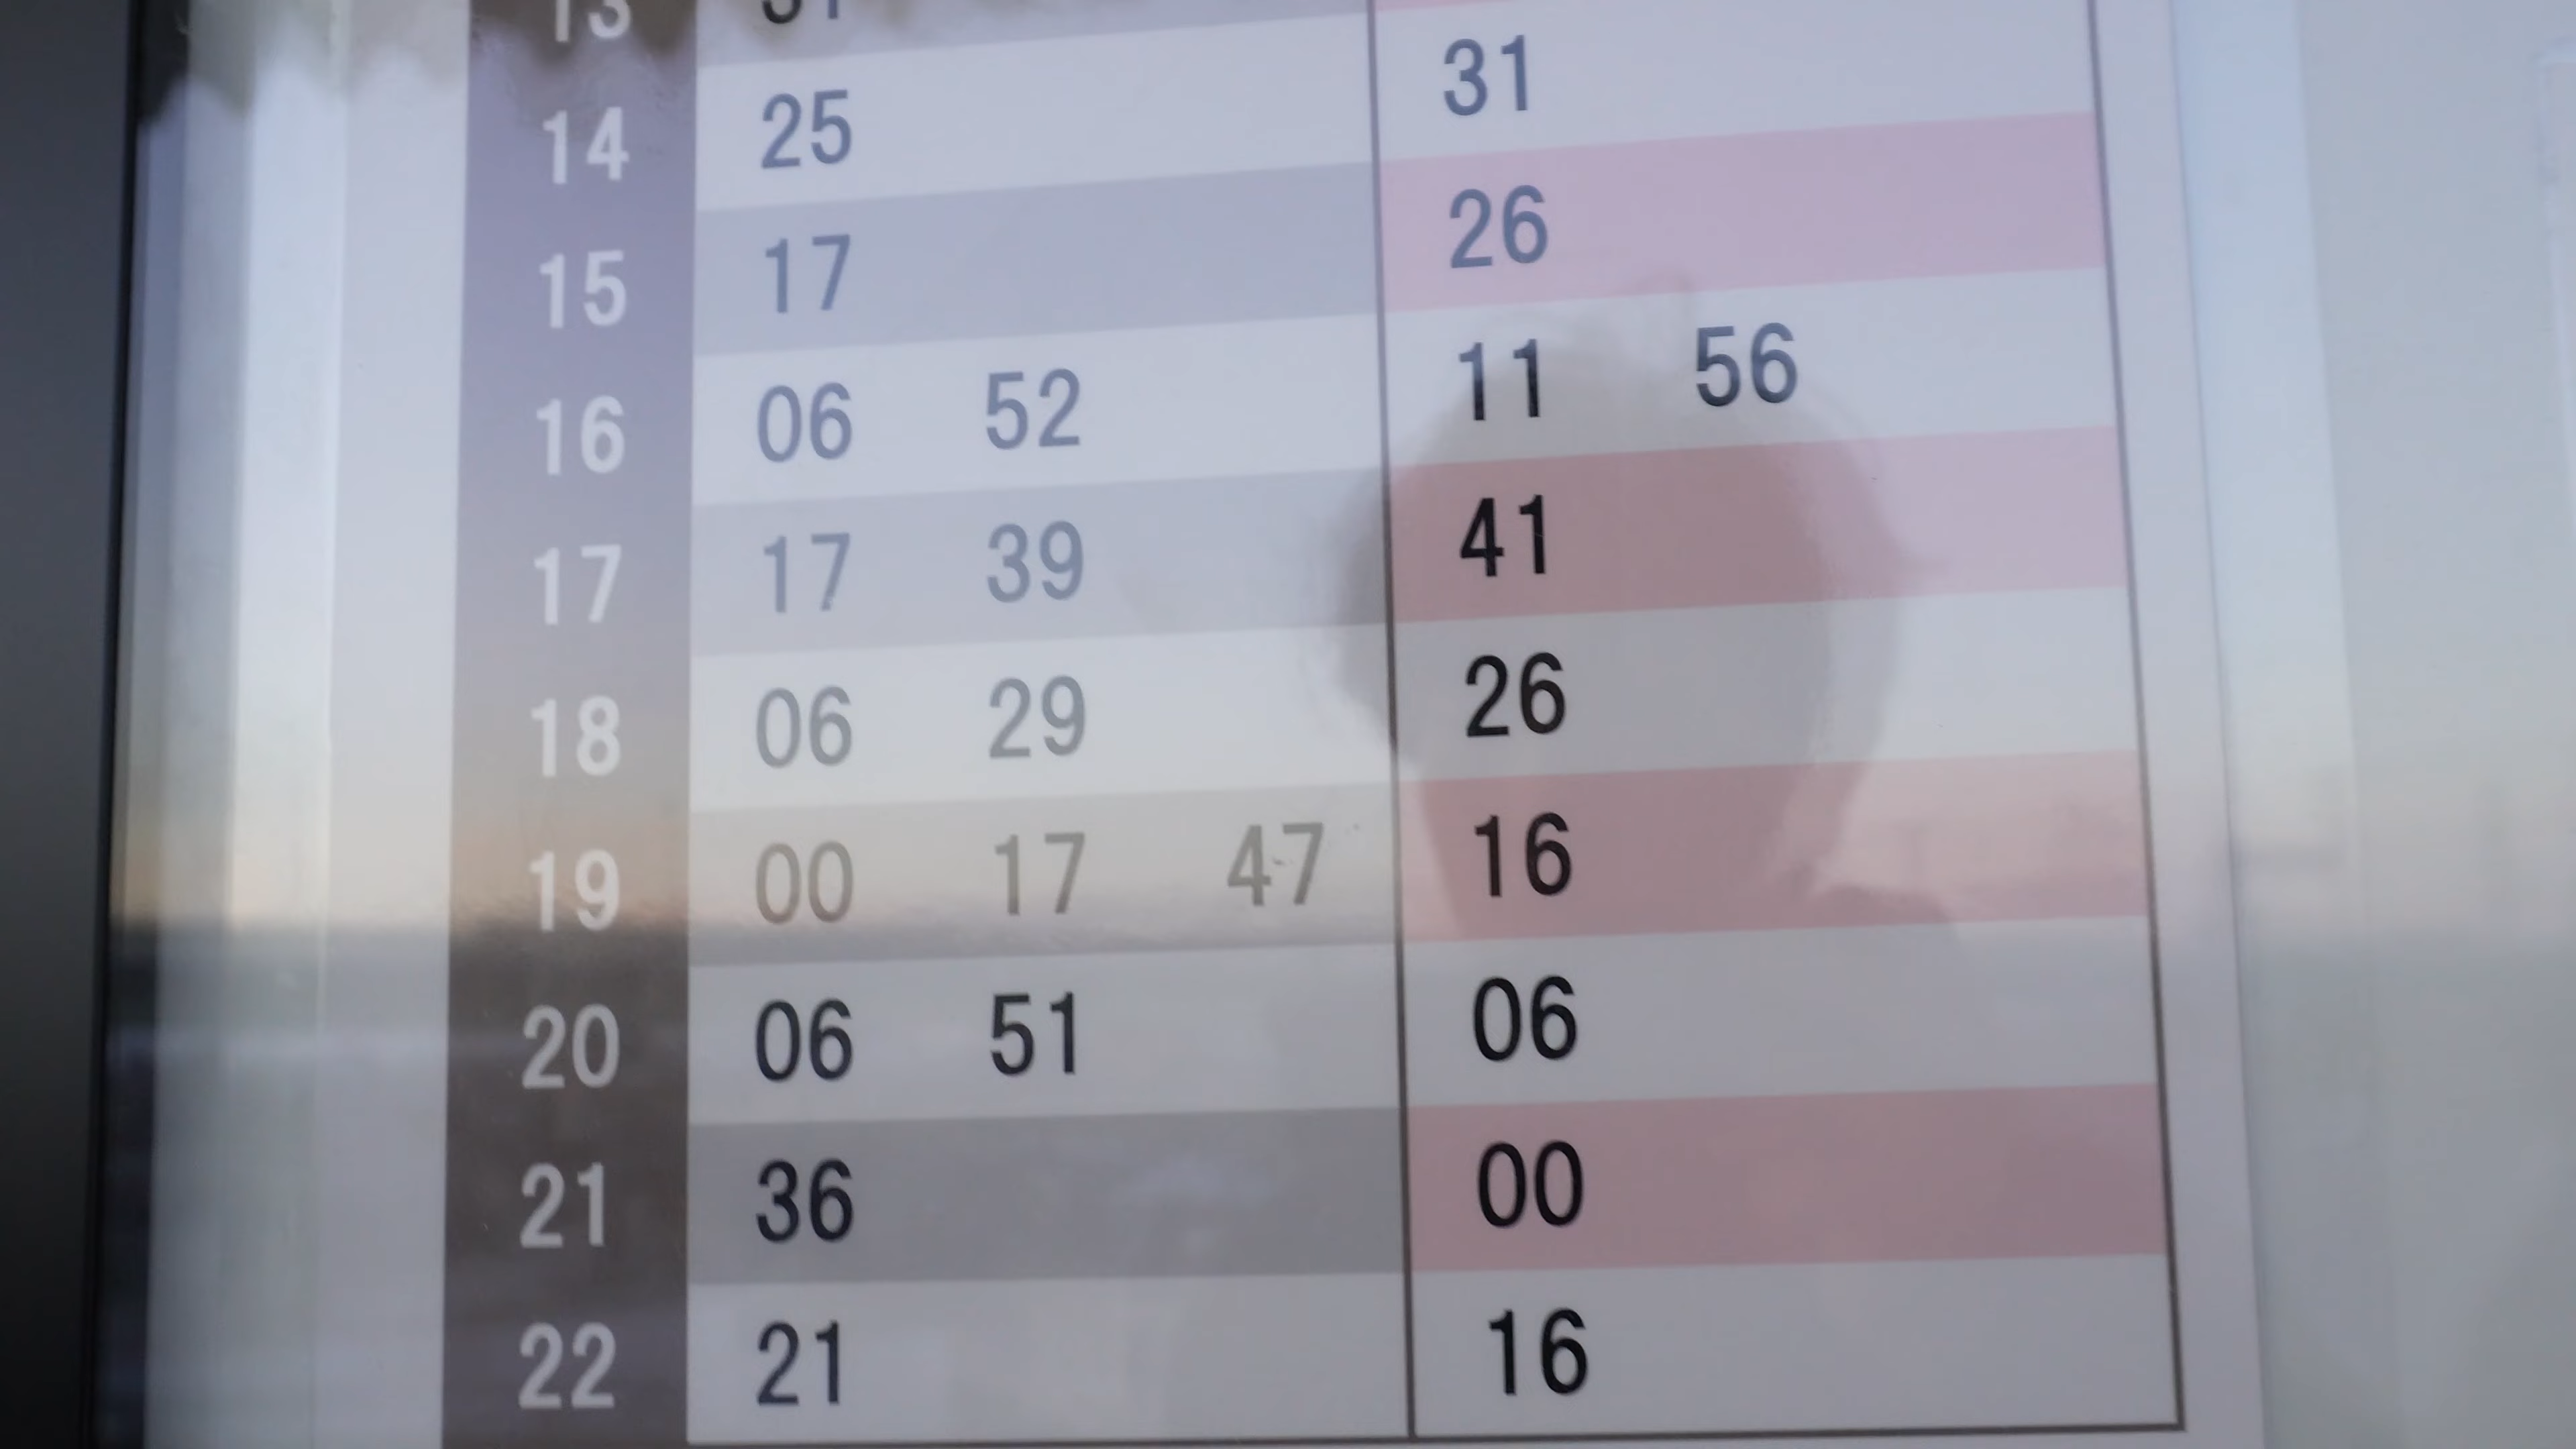 13
14 25 31
15 17 26
16 06 52 11 56
17 17 39 41
18 06 29 26
19 00 17 47 16
20 06 51 06
21 36 00
22 21 16